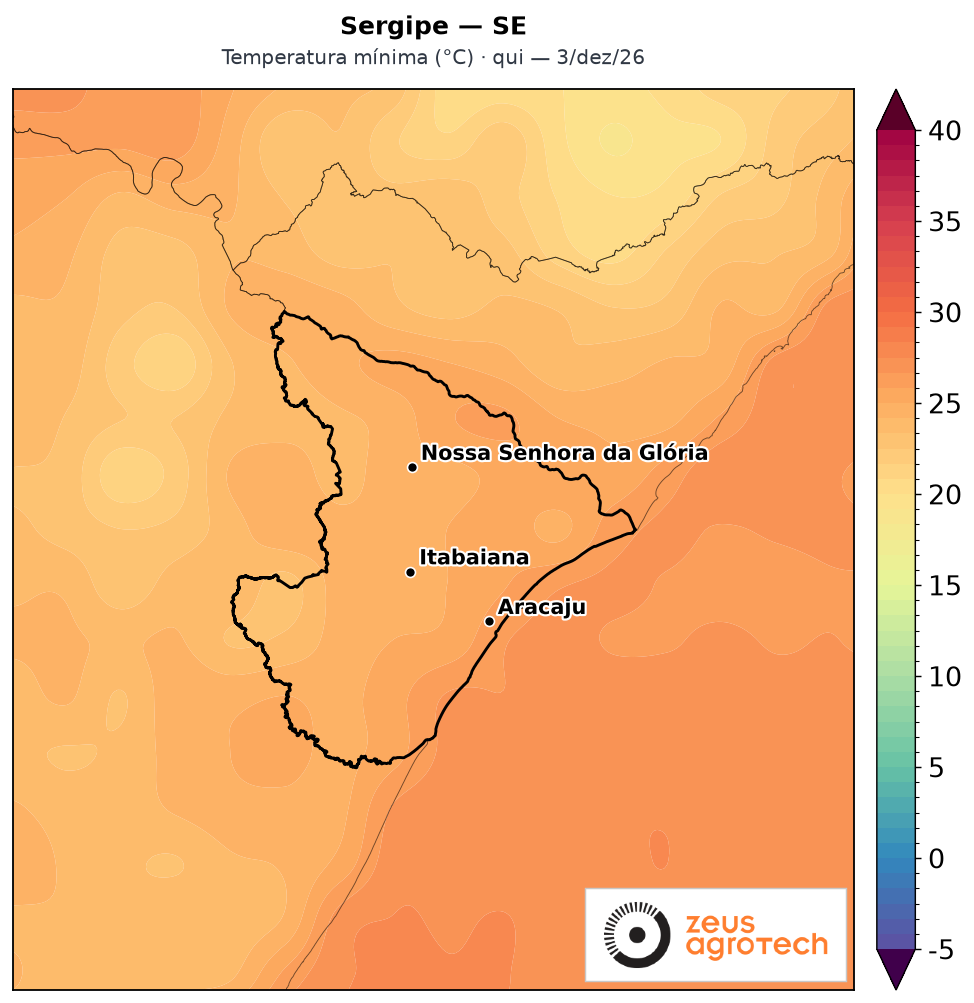 Sergipe — SE
Temperatura mínima (°C) · qui — 3/dez/26
40
35
30
25
20
15
10
5
0
-5
Nossa Senhora da Glória
Itabaiana
Aracaju
zeus
agrotech